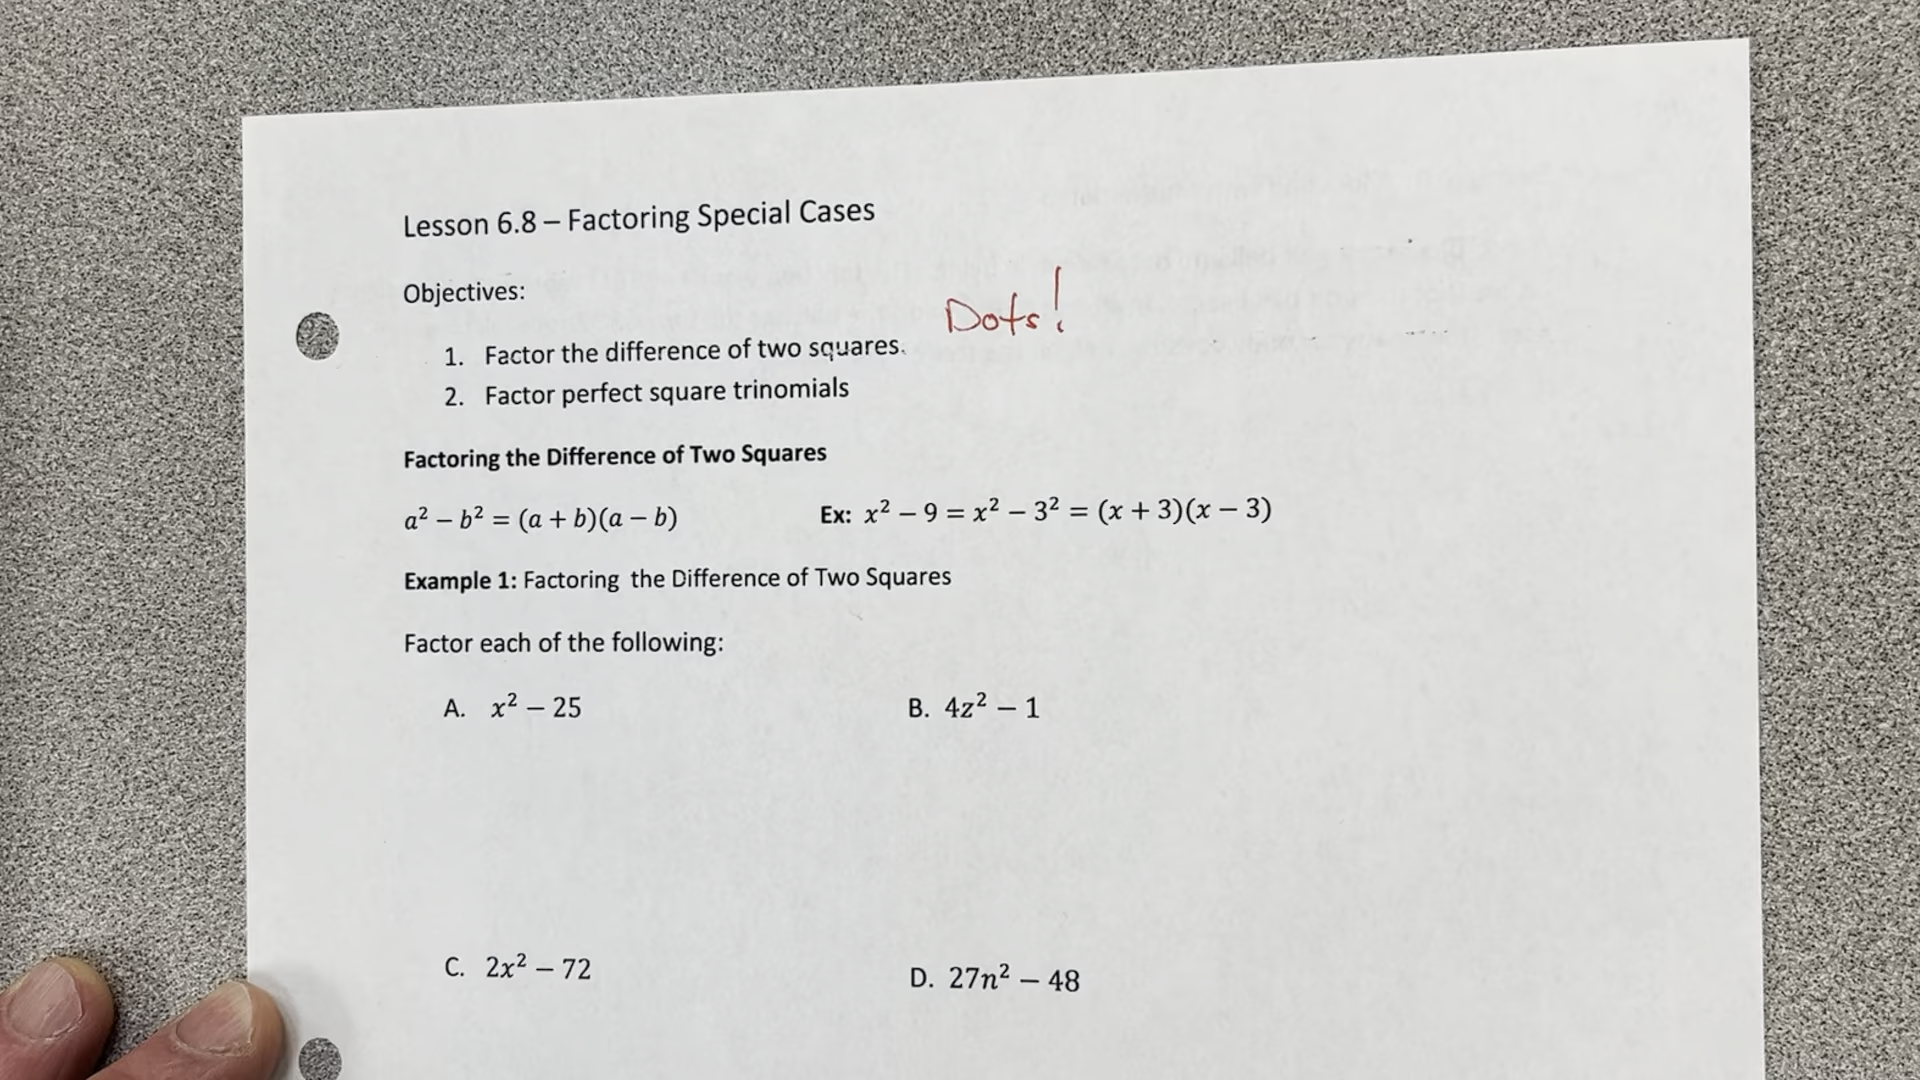 Lesson 6.8 – Factoring Special Cases
Objectives:
Dots!
1. Factor the difference of two squares.
2. Factor perfect square trinomials
Factoring the Difference of Two Squares
a² – b² = (a + b)(a – b) Ex: x² – 9 = x² – 3² = (x + 3)(x – 3)
Example 1: Factoring the Difference of Two Squares
Factor each of the following:
A. x² – 25 B. 4z² – 1
C. 2x² – 72 D. 27n² – 48